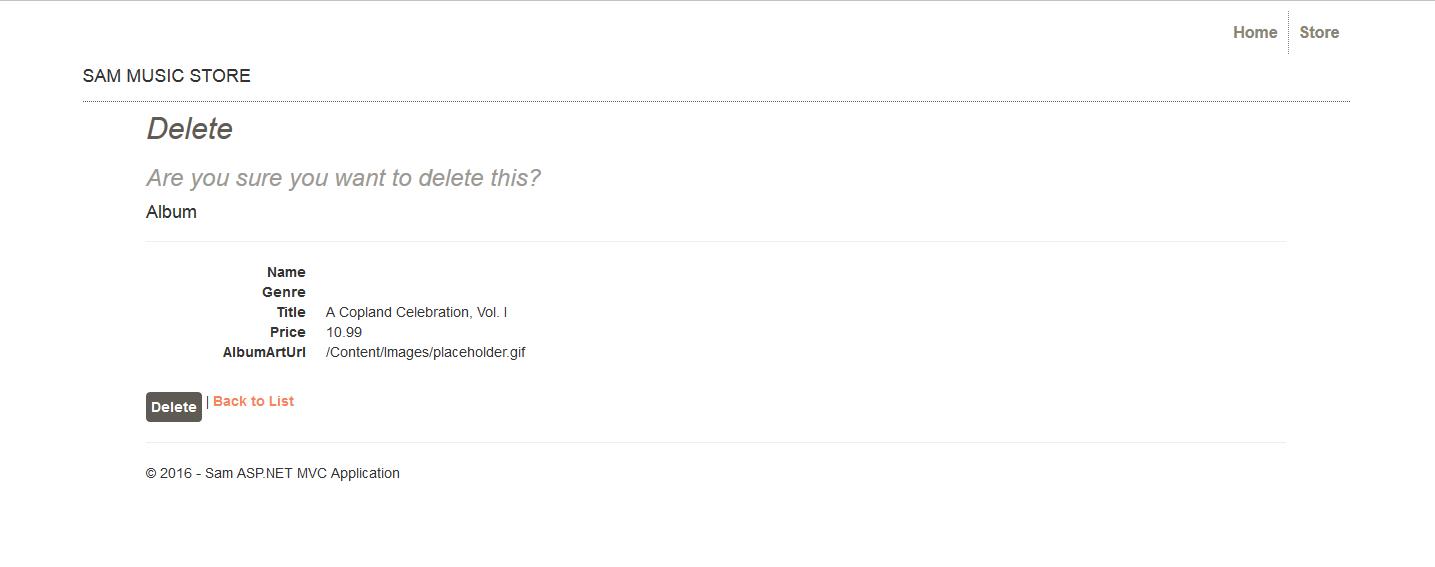 Home Store
SAM MUSIC STORE
Delete
Are you sure you want to delete this?
Album
Name
Genre
Title A Copland Celebration, Vol. I
Price 10.99
AlbumArtUrl /Content/Images/placeholder.gif
Delete | Back to List
© 2016 - Sam ASP.NET MVC Application